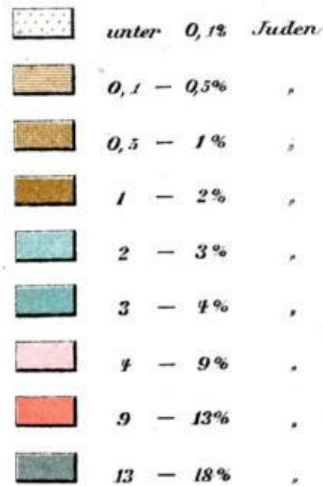 unter 0,1% Juden
0,1 — 0,5% "
0,5 — 1% "
1 — 2% "
2 — 3% "
3 — 4% "
4 — 9% "
9 — 13% "
13 — 18% "